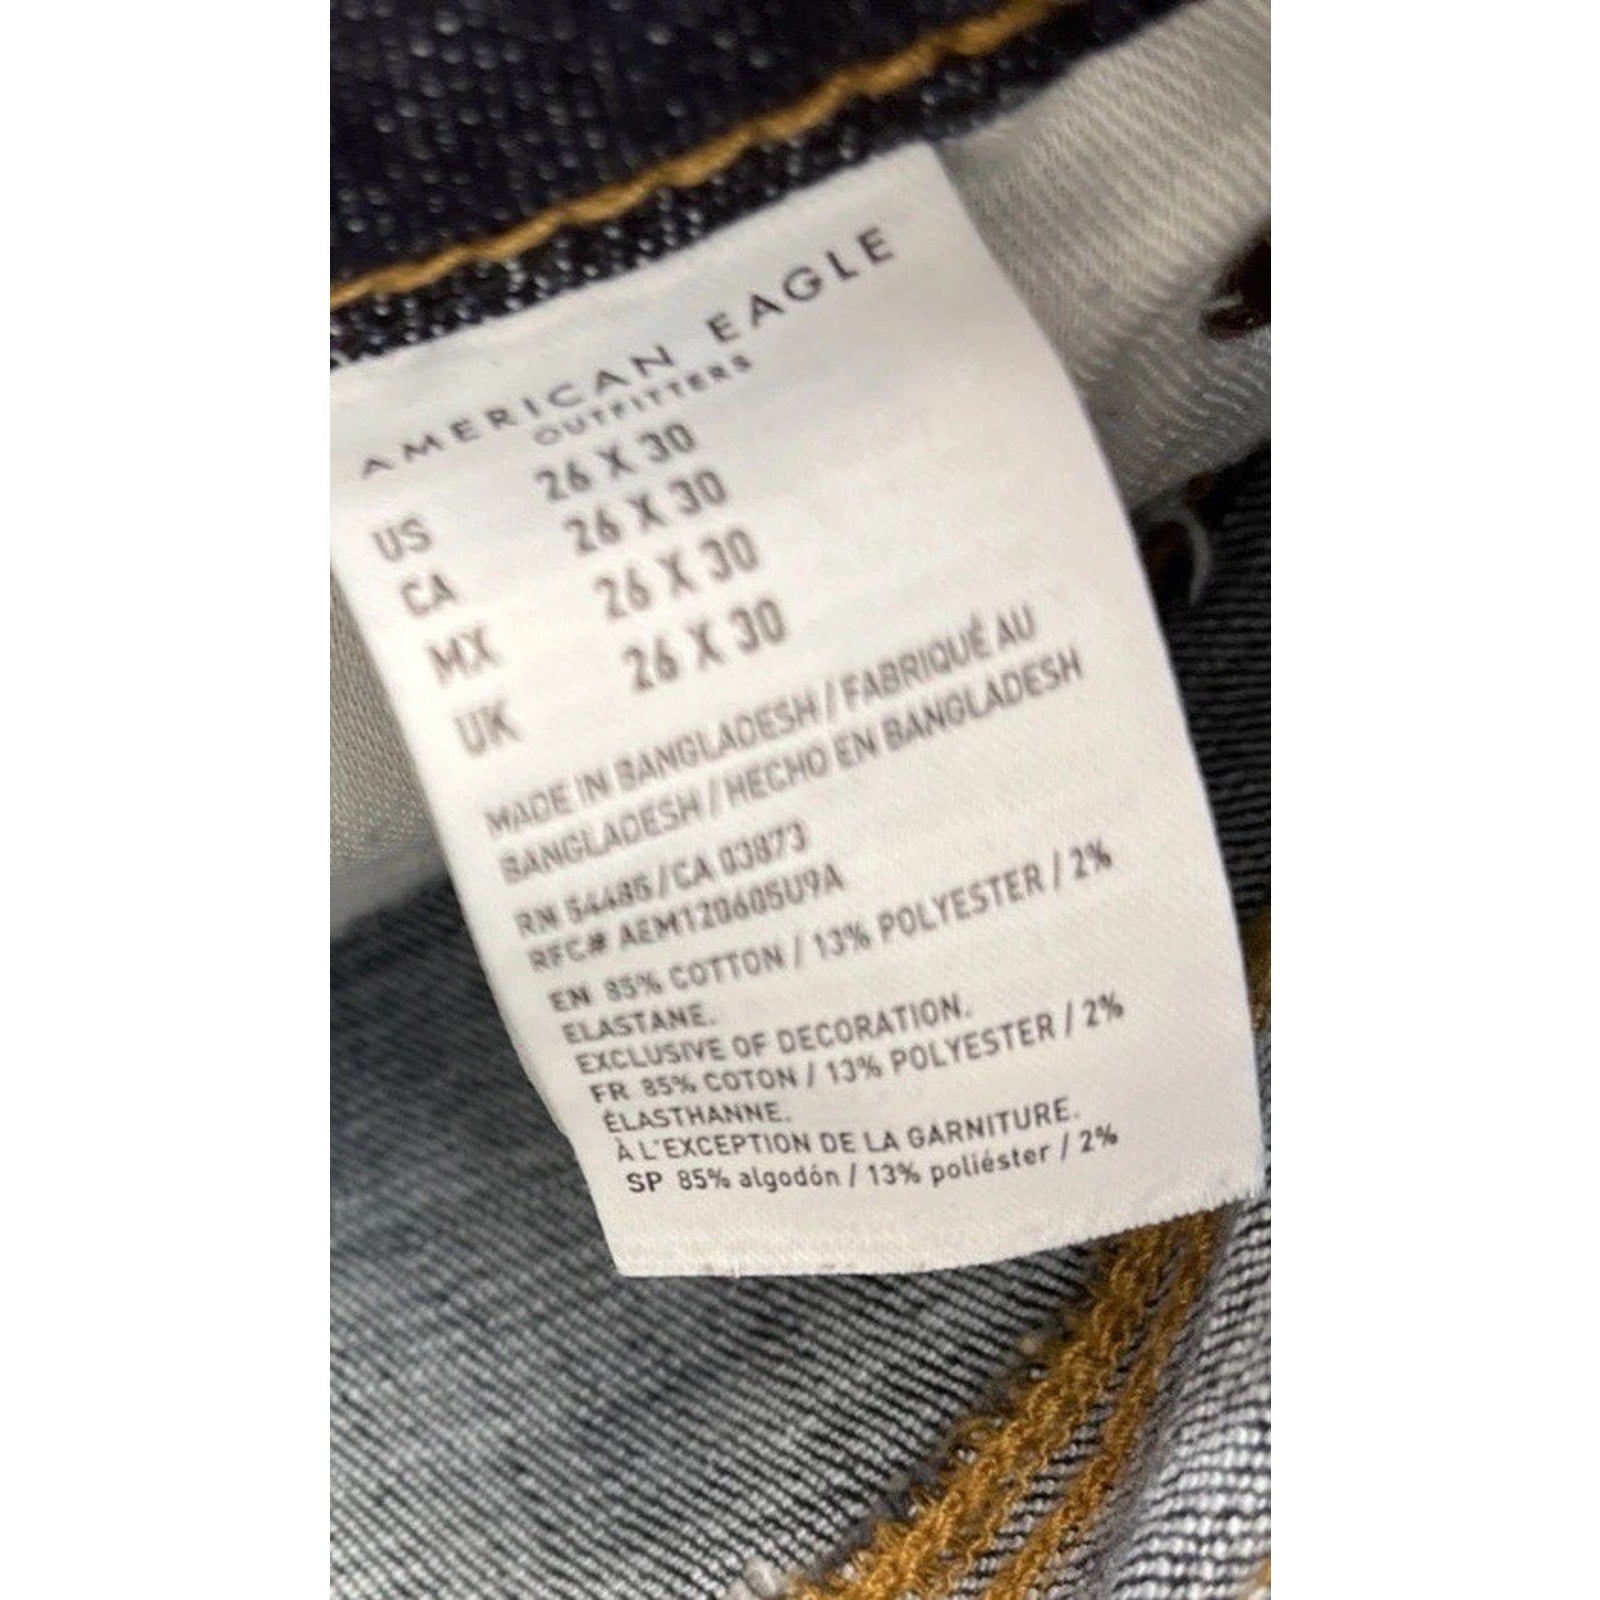 AMERICAN EAGLE
OUTFITTERS
US 26 X 30
CA 26 X 30
MX 26 X 30
UK 26 X 30
MADE IN BANGLADESH / FABRIQUÉ AU
BANGLADESH / HECHO EN BANGLADESH
RN 54485 / CA 03873
RFC# AEM120605U9A
EN 85% COTTON / 13% POLYESTER / 2%
ELASTANE.
EXCLUSIVE OF DECORATION.
FR 85% COTON / 13% POLYESTER / 2%
ÉLASTHANNE.
À L'EXCEPTION DE LA GARNITURE.
SP 85% algodón / 13% poliéster / 2%